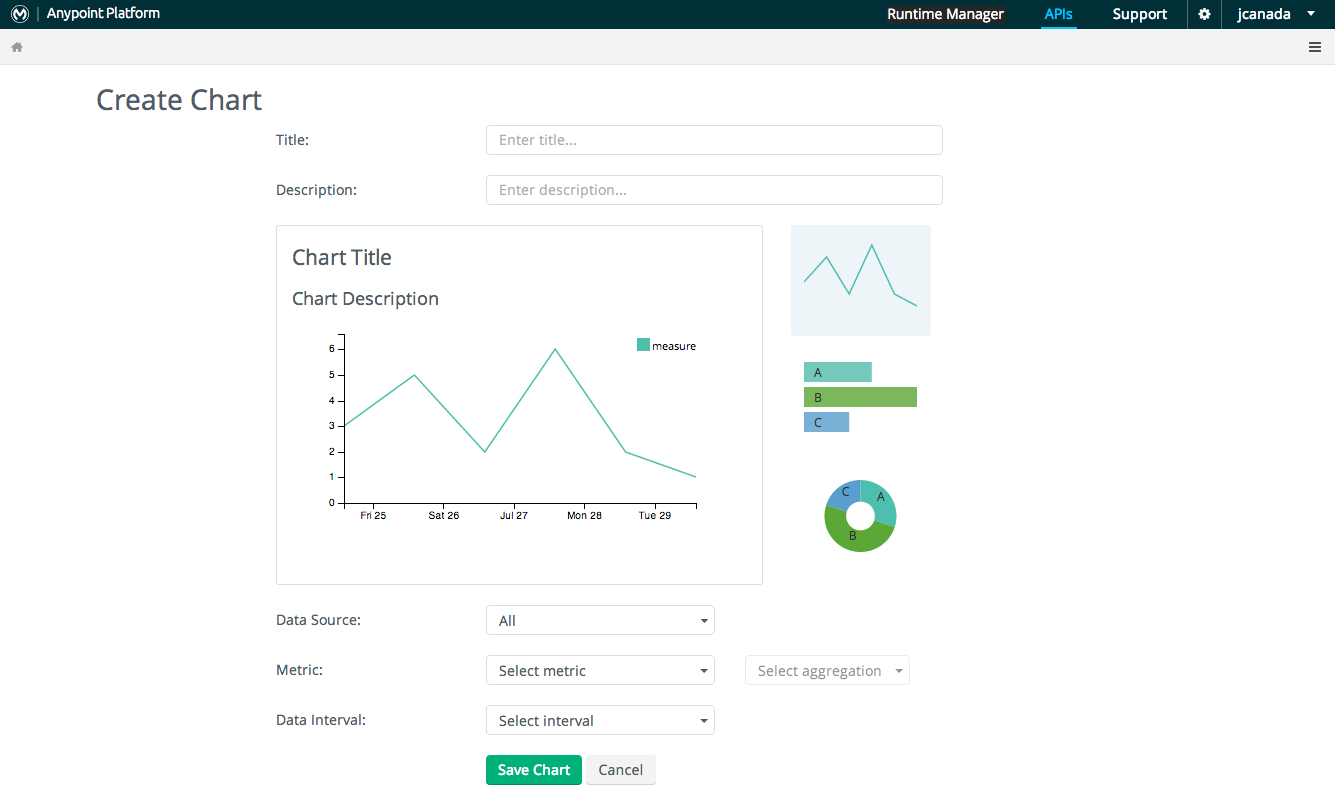 Anypoint Platform Runtime Manager APIs Support jcanada
Create Chart
Title: Enter title...
Description: Enter description...
Chart Title
Chart Description
measure
6
5
4
3
2
1
0
Fri 25 Sat 26 Jul 27 Mon 28 Tue 29
A
B
C
C A
B
Data Source: All
Metric: Select metric Select aggregation
Data Interval: Select interval
Save Chart Cancel